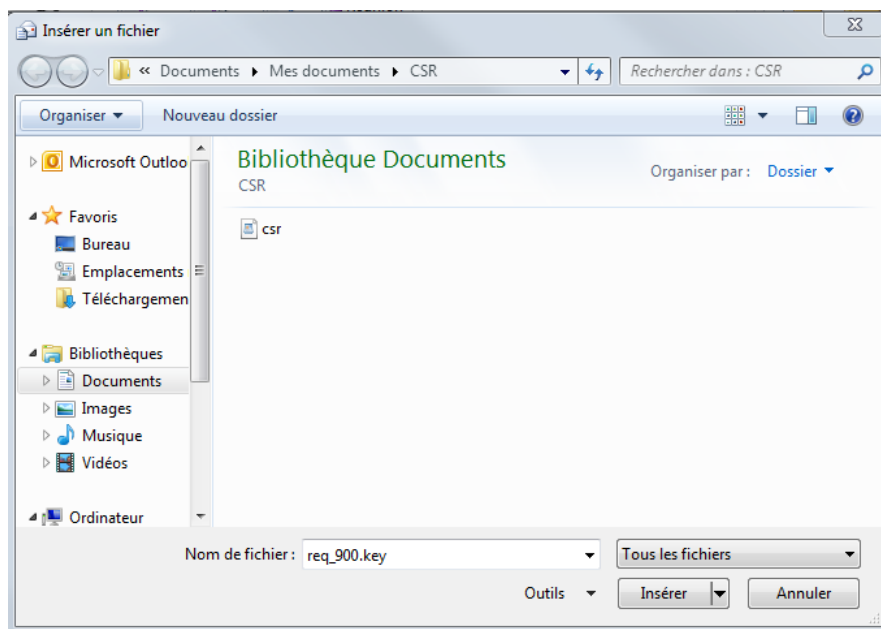 Insérer un fichier
« Documents Mes documents CSR
Rechercher dans : CSR
Organiser
Nouveau dossier
Microsoft Outloo
Favoris
Bureau
Emplacements
Téléchargemen
Bibliothèques
Documents
Images
Musique
Vidéos
Ordinateur
Bibliothèque Documents
CSR
Organiser par : Dossier
csr
Nom de fichier : req_900.key
Tous les fichiers
Outils
Insérer
Annuler